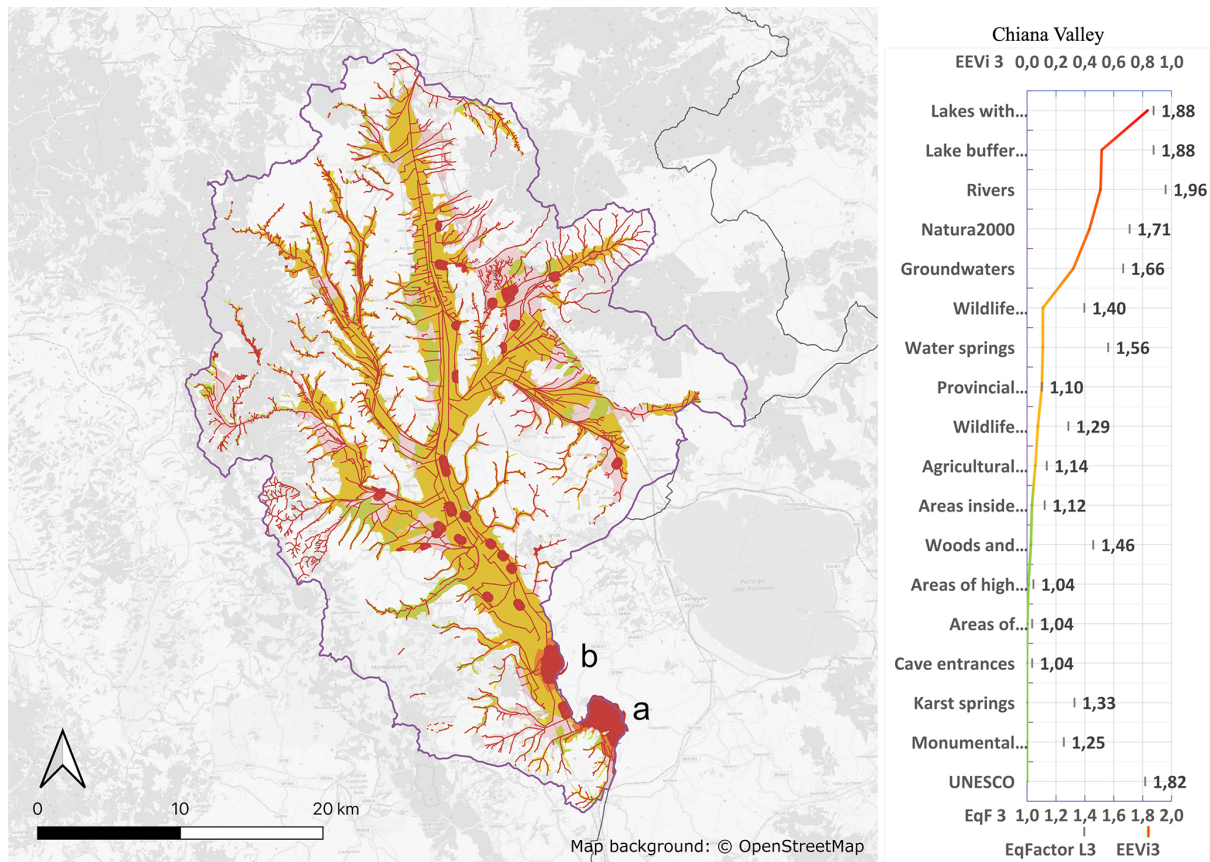 Chiana Valley
EEVi 3 0,0 0,2 0,4 0,6 0,8 1,0
Lakes with... 1,88
Lake buffer... 1,88
Rivers 1,96
Natura2000 1,71
Groundwaters 1,66
Wildlife... 1,40
Water springs 1,56
Provincial... 1,10
Wildlife... 1,29
Agricultural... 1,14
Areas inside... 1,12
Woods and... 1,46
Areas of high... 1,04
Areas of... 1,04
Cave entrances 1,04
Karst springs 1,33
Monumental... 1,25
UNESCO 1,82
EqF 3 1,0 1,2 1,4 1,6 1,8 2,0
EqFactor L3 EEVi3
b
a
0 10 20 km
Map background: © OpenStreetMap